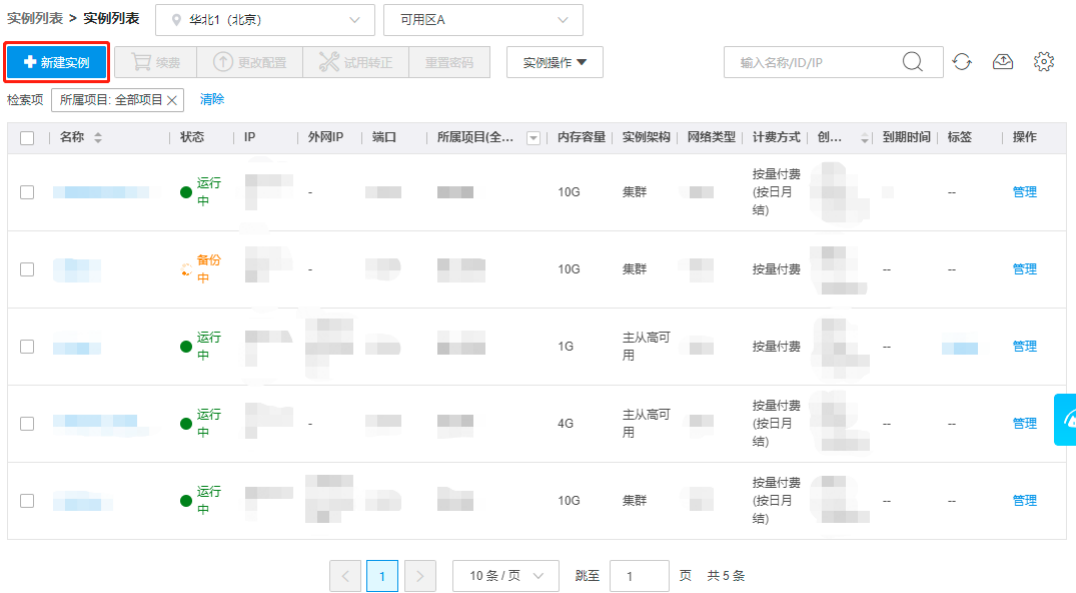 实例列表 > 实例列表 华北1（北京） 可用区A
新建实例 续费 更改配置 试用转正 重置密码 实例操作 输入名称/ID/IP
检索项 所属项目: 全部项目 清除
名称 状态 IP 外网IP 端口 所属项目(全... 内存容量 实例架构 网络类型 计费方式 创... 到期时间 标签 操作
运行中 - 10G 集群 按量付费(按日月结) -- 管理
备份中 - 10G 集群 按量付费 -- -- 管理
运行中 1G 主从高可用 按量付费 -- 管理
运行中 - 4G 主从高可用 按量付费(按日月结) -- -- 管理
运行中 10G 集群 按量付费(按日月结) -- -- 管理
< 1 > 10 条 / 页 跳至 1 页 共 5 条